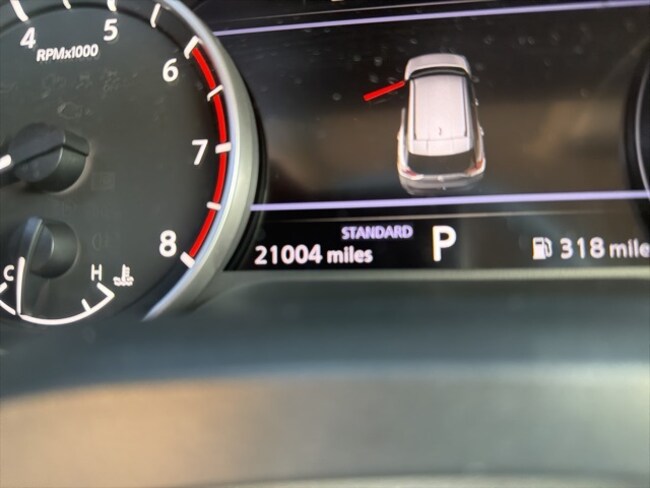 4
5
RPMx1000
6
7
8
C
H
STANDARD
21004 miles
P
318 mile